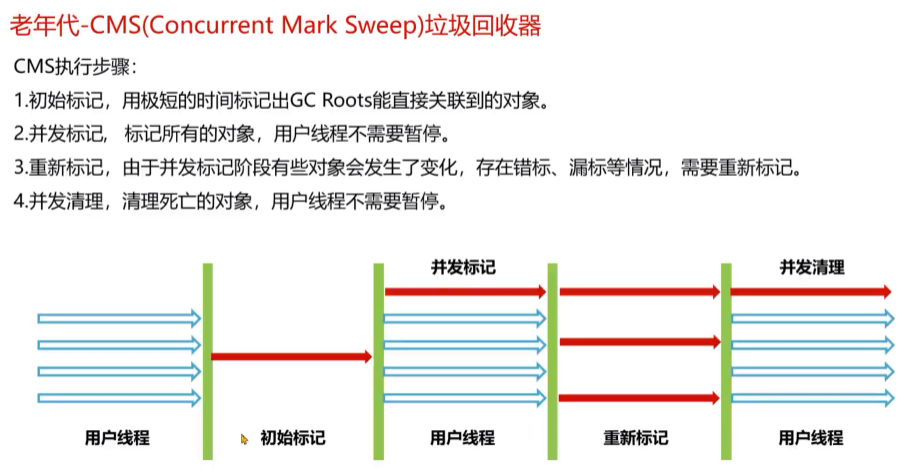 老年代-CMS(Concurrent Mark Sweep)垃圾回收器
CMS执行步骤：
1.初始标记，用极短的时间标记出GC Roots能直接关联到的对象。
2.并发标记， 标记所有的对象，用户线程不需要暂停。
3.重新标记，由于并发标记阶段有些对象会发生了变化，存在错标、漏标等情况，需要重新标记。
4.并发清理，清理死亡的对象，用户线程不需要暂停。
并发标记 并发清理
用户线程 初始标记 用户线程 重新标记 用户线程